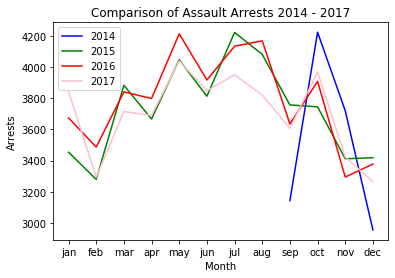 Comparison of Assault Arrests 2014 - 2017
2014
2015
2016
2017
4200
4000
3800
3600
3400
3200
3000
Arrests
jan feb mar apr may jun jul aug sep oct nov dec
Month